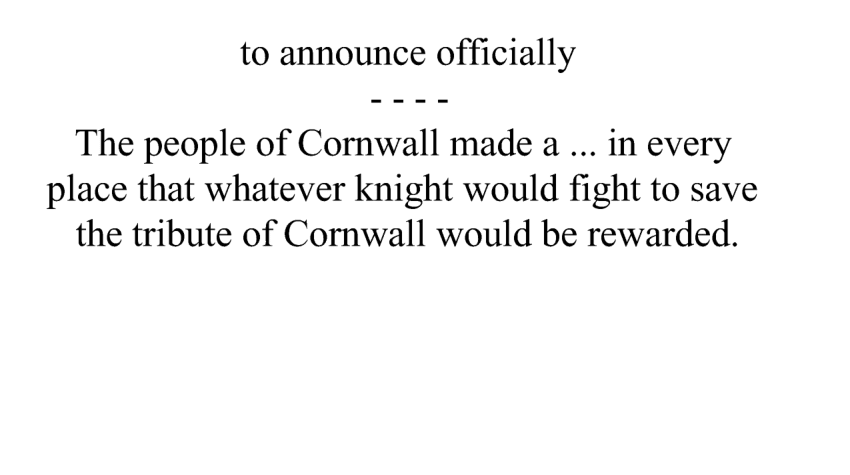 to announce officially
- - - -
The people of Cornwall made a ... in every
place that whatever knight would fight to save
the tribute of Cornwall would be rewarded.